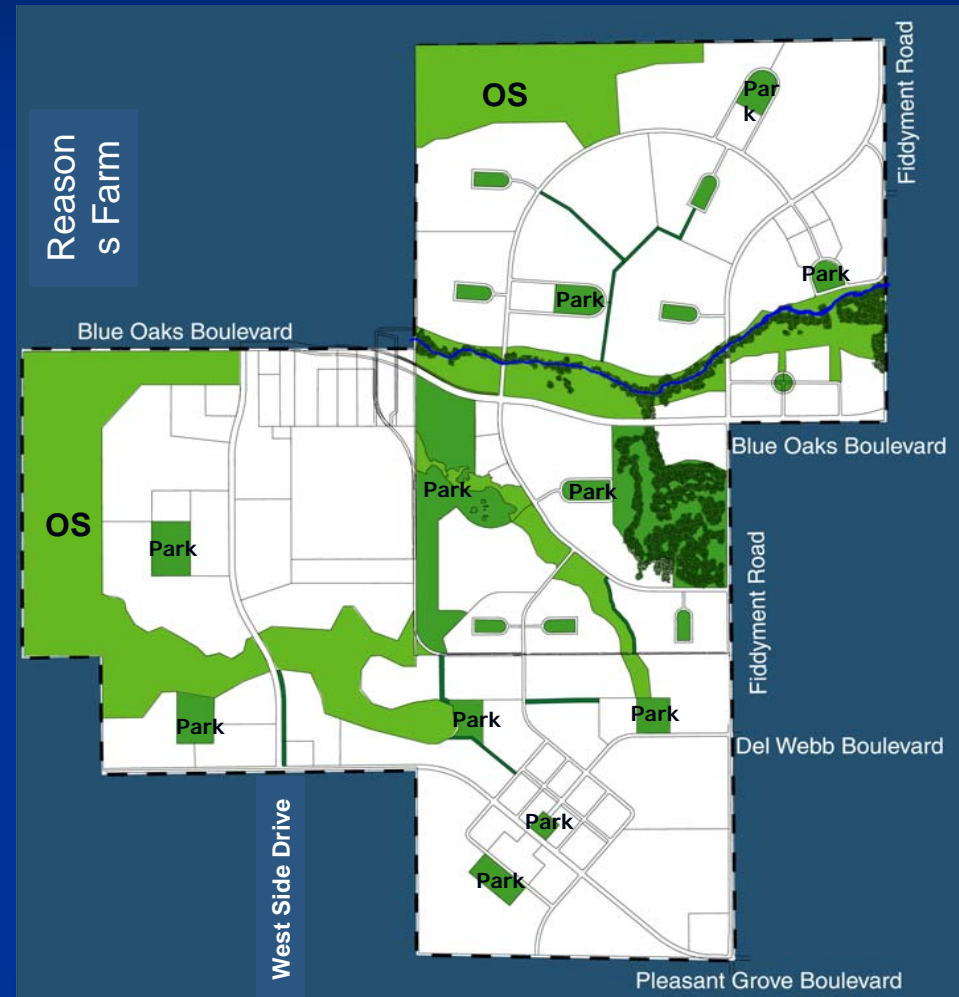 OS
Par
k
Fiddyment Road
Reason
s Farm
Park
Park
Blue Oaks Boulevard
Blue Oaks Boulevard
Park
Park
OS
Park
Fiddyment Road
Park
Park
Park
Del Webb Boulevard
West Side Drive
Park
Park
Pleasant Grove Boulevard